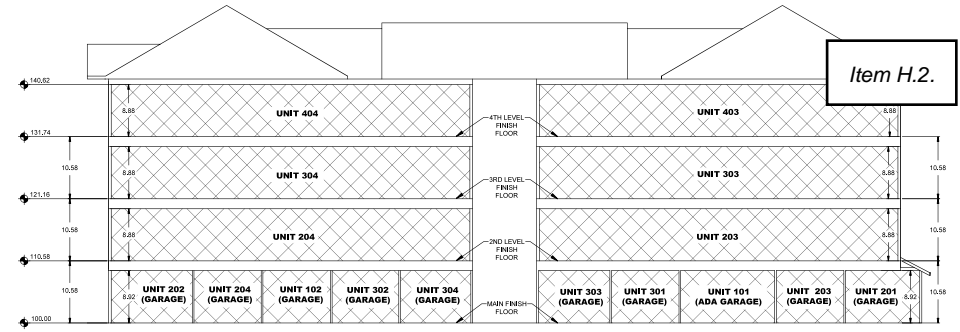 Item H.2.
140.62
8.88
UNIT 404
4TH LEVEL
FINISH
FLOOR
UNIT 403
8.88
131.74
10.58
8.88
UNIT 304
3RD LEVEL
FINISH
FLOOR
UNIT 303
8.88
10.58
121.16
10.58
8.88
UNIT 204
2ND LEVEL
FINISH
FLOOR
UNIT 203
8.88
10.58
110.58
10.58
8.92
UNIT 202
(GARAGE)
UNIT 204
(GARAGE)
UNIT 102
(GARAGE)
UNIT 302
(GARAGE)
UNIT 304
(GARAGE)
MAIN FINISH
FLOOR
UNIT 303
(GARAGE)
UNIT 301
(GARAGE)
UNIT 101
(ADA GARAGE)
UNIT 203
(GARAGE)
UNIT 201
(GARAGE)
8.92
10.58
100.00